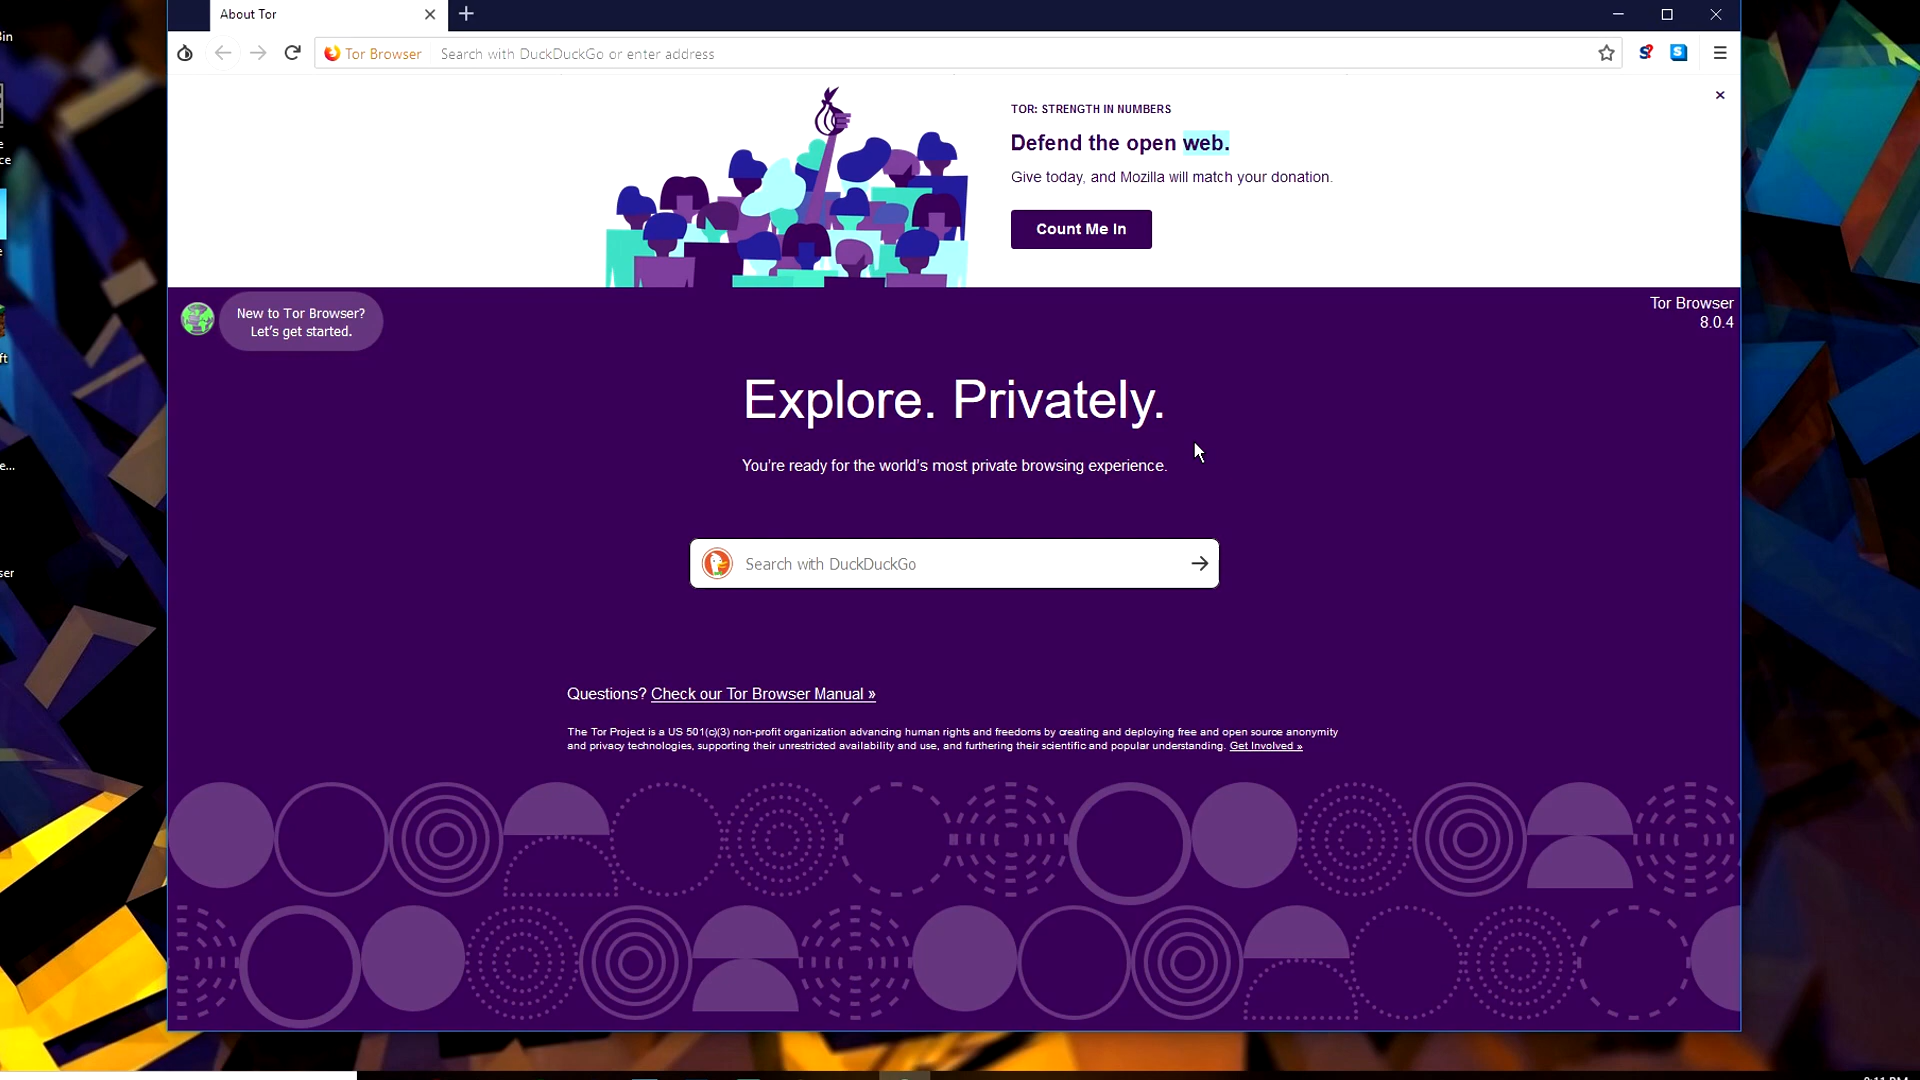 About Tor
Tor Browser
Search with DuckDuckGo or enter address
TOR: STRENGTH IN NUMBERS
Defend the open web.
Give today, and Mozilla will match your donation.
Count Me In
New to Tor Browser?
Let's get started.
Tor Browser
8.0.4
Explore. Privately.
You're ready for the world's most private browsing experience.
Search with DuckDuckGo
Questions? Check our Tor Browser Manual »
The Tor Project is a US 501(c)(3) non-profit organization advancing human rights and freedoms by creating and deploying free and open source anonymity
and privacy technologies, supporting their unrestricted availability and use, and furthering their scientific and popular understanding. Get Involved »